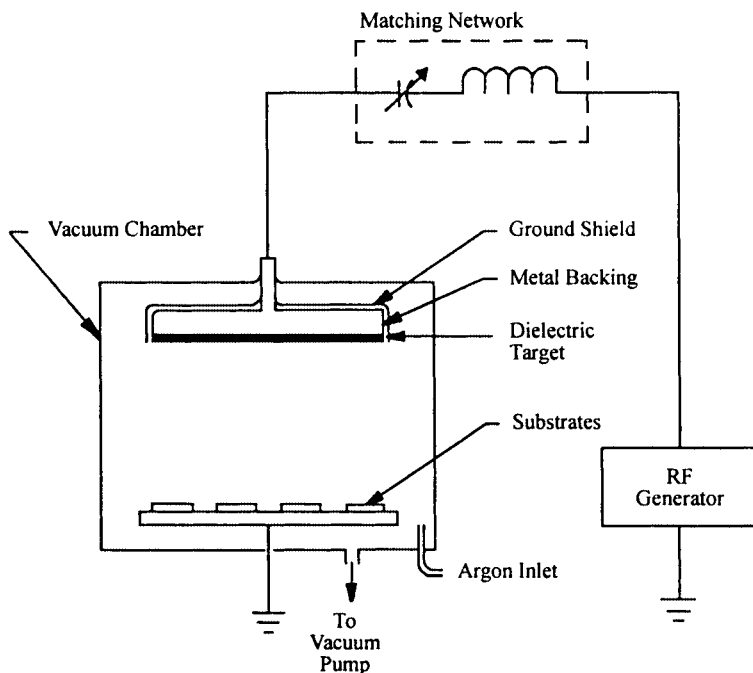 Matching Network
Vacuum Chamber
Ground Shield
Metal Backing
Dielectric
Target
Substrates
RF
Generator
Argon Inlet
To
Vacuum
Pump